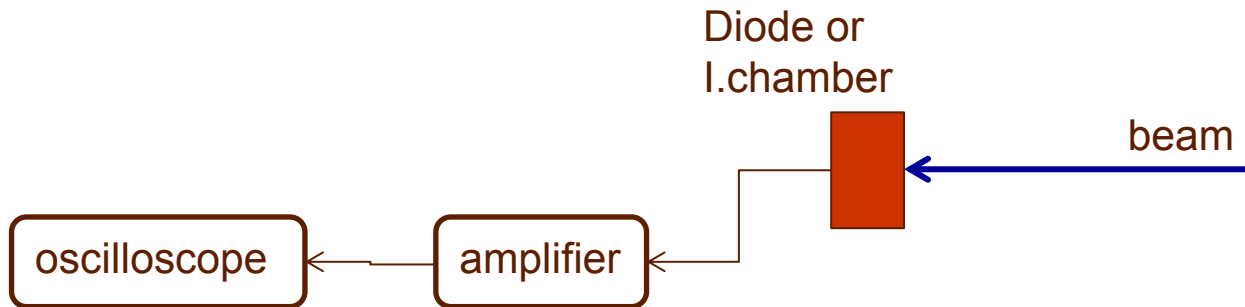 Diode or
I.chamber
beam
oscilloscope
amplifier